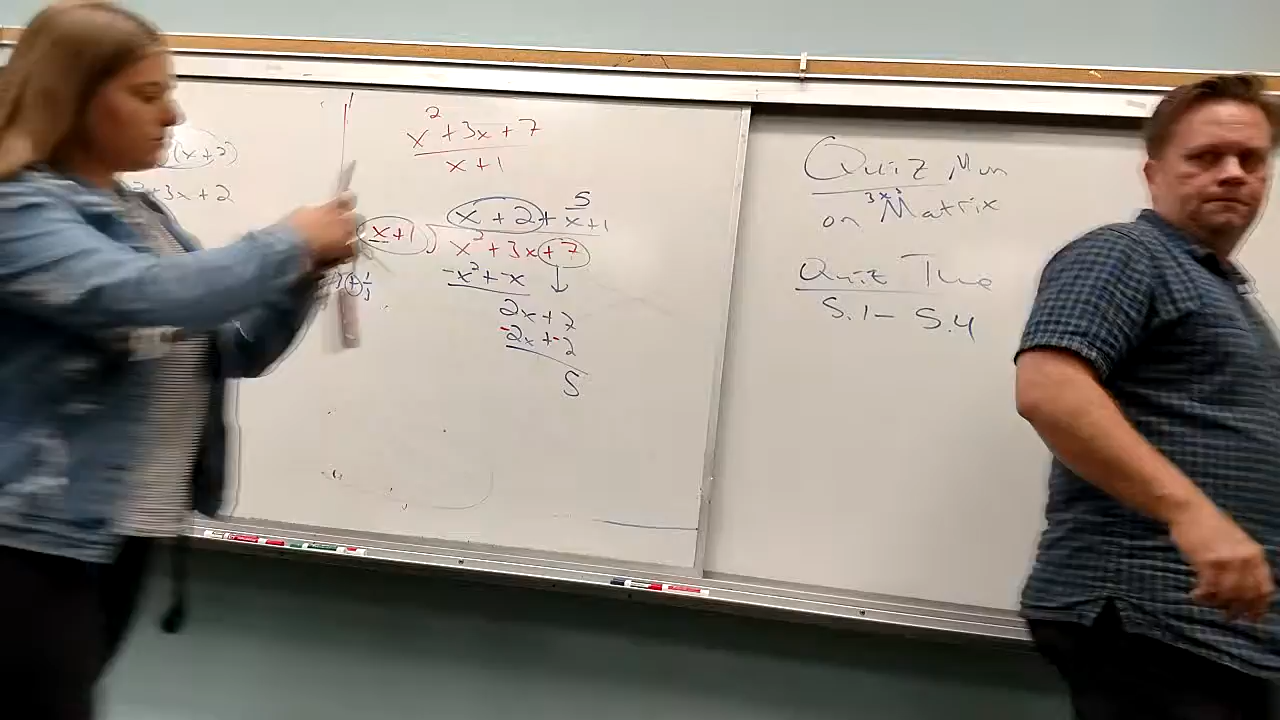 (x+2)
+3x+2
x²+3x+7
x+1
5
x+2+ x+1
x+1) x²+3x+7
-x²+-x
2x+7
-2x+-2
5
Quiz Mon
on 3x3 Matrix
Quiz Tue
5.1- 5.4